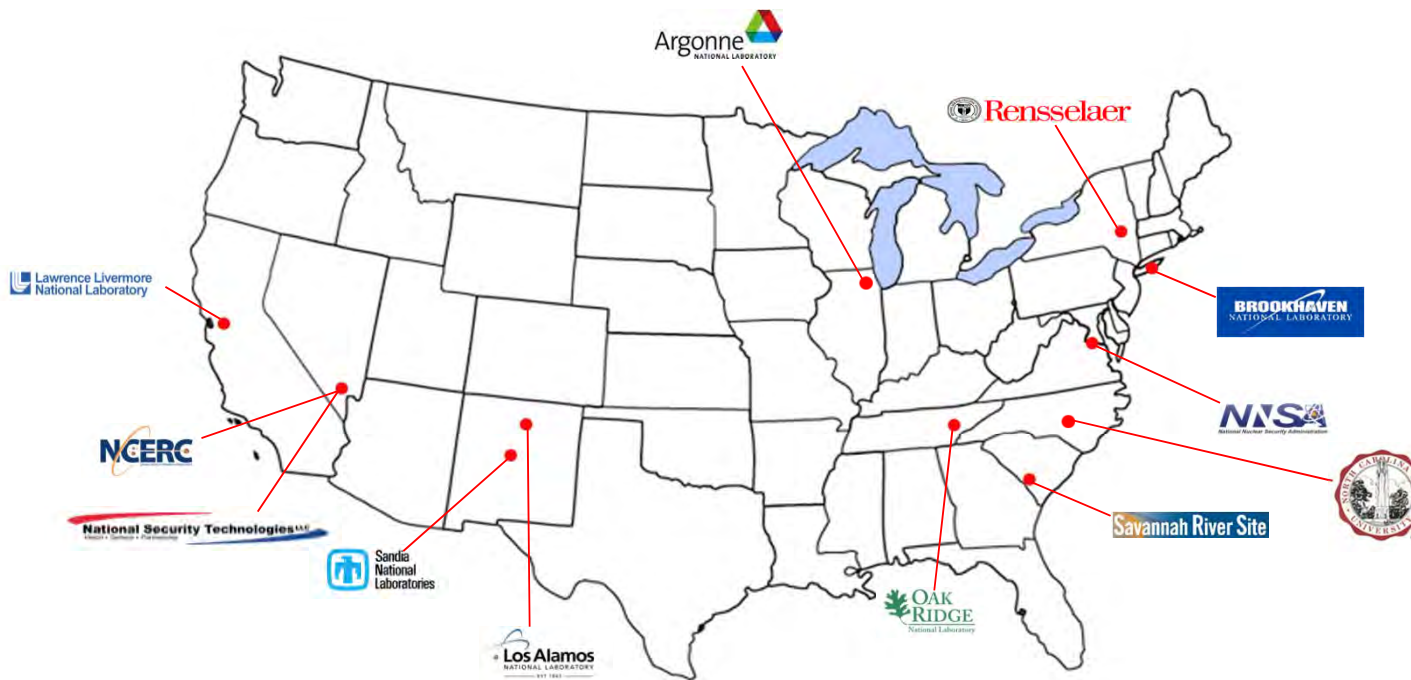 Argonne
NATIONAL LABORATORY
Rensselaer
Lawrence Livermore
National Laboratory
BROOKHAVEN
NATIONAL LABORATORY
NNSA
National Nuclear Security Administration
NCERC
NORTH CAROLINA
UNIVERSITY
National Security Technologies LLC
Savannah River Site
Sandia
National
Laboratories
OAK
RIDGE
National Laboratory
Los Alamos
NATIONAL LABORATORY
EST 1943